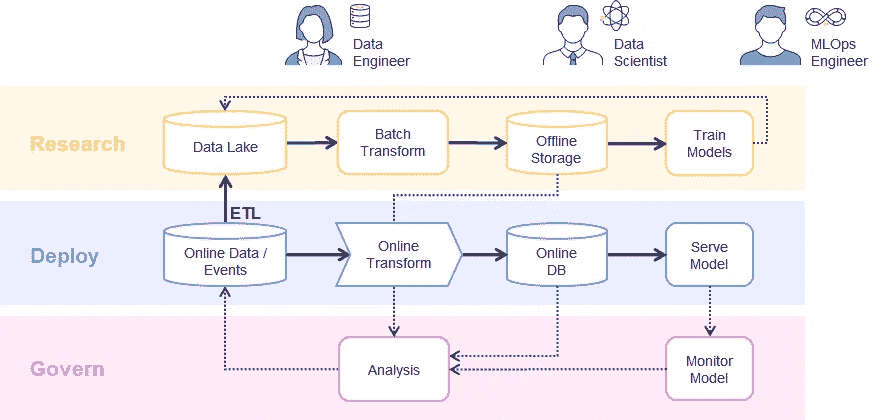 Data
Engineer
Data
Scientist
MLOps
Engineer
Research
Data Lake
Batch
Transform
Offline
Storage
Train
Models
ETL
Deploy
Online Data /
Events
Online
Transform
Online
DB
Serve
Model
Govern
Analysis
Monitor
Model